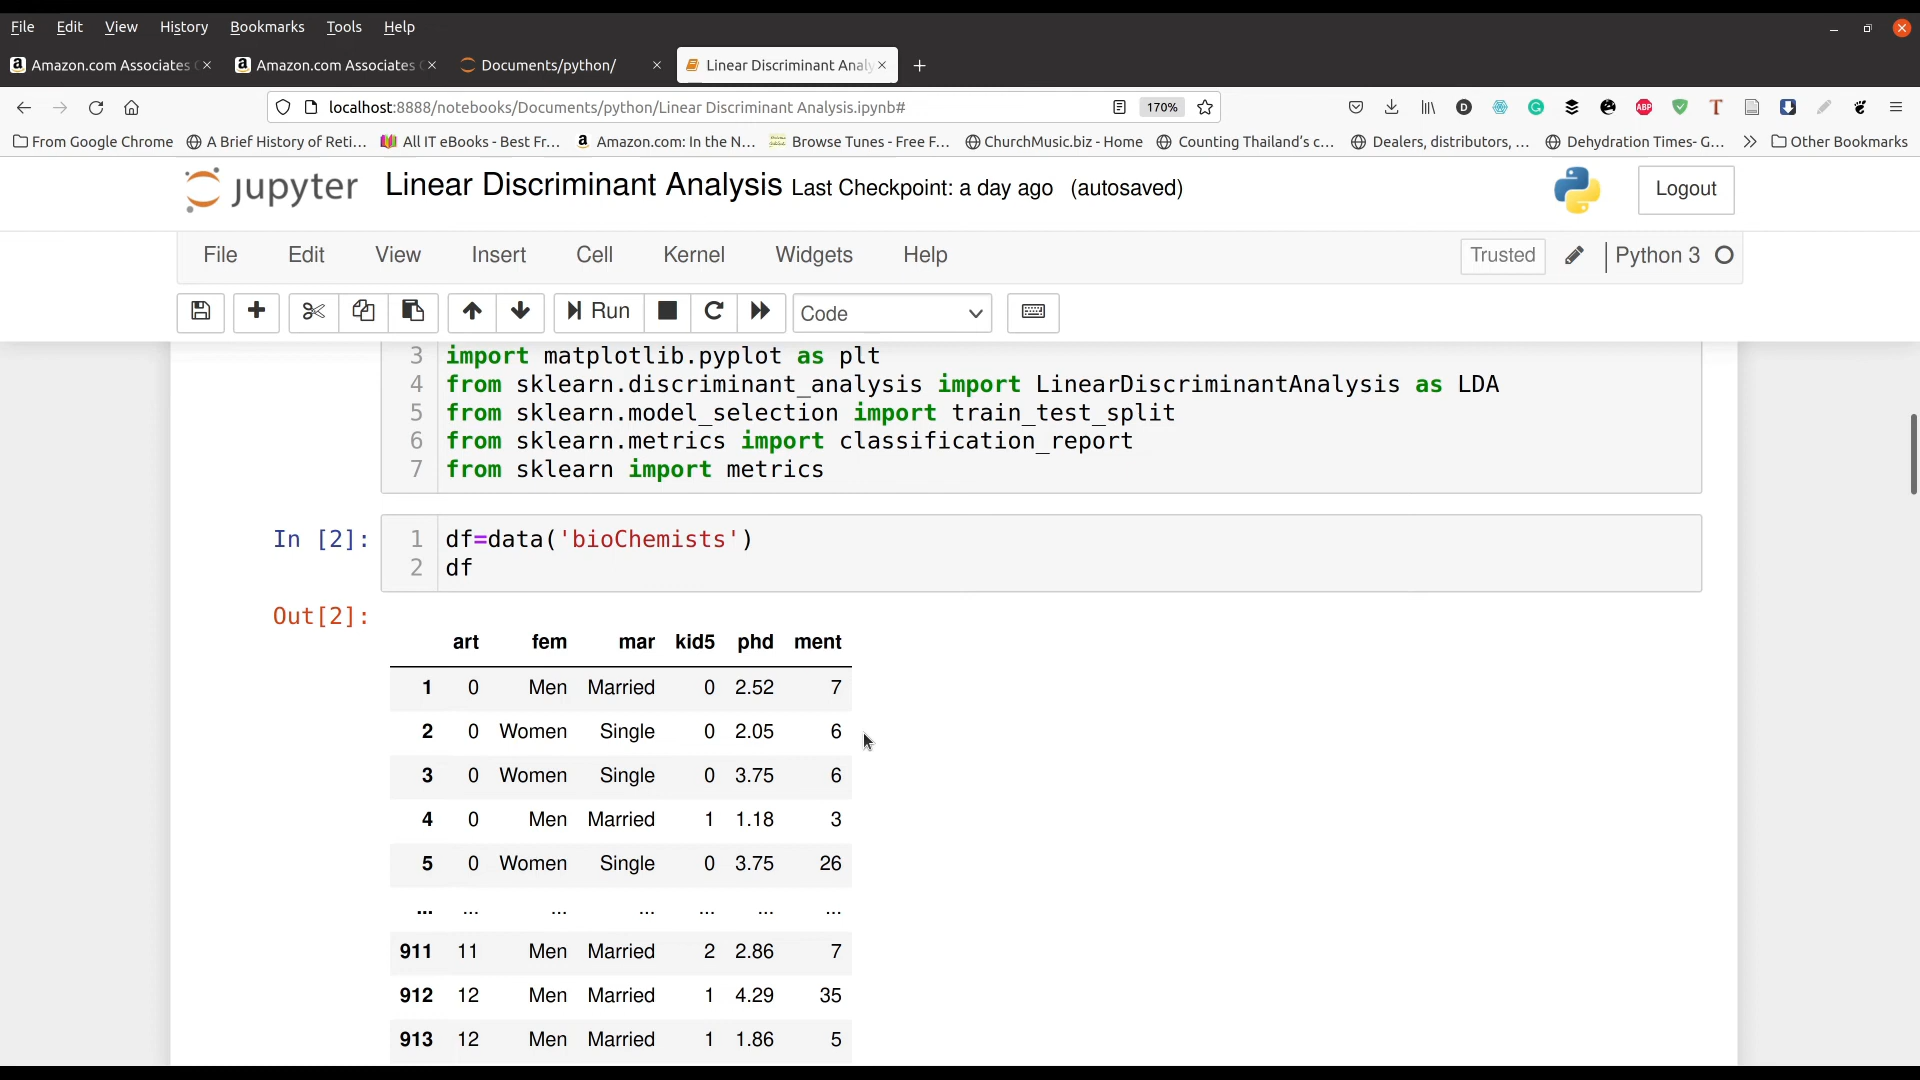 File Edit View History Bookmarks Tools Help
Amazon.com Associates Amazon.com Associates Documents/python/ Linear Discriminant Analy
localhost:8888/notebooks/Documents/python/Linear Discriminant Analysis.ipynb# 170% D ABP T
From Google Chrome A Brief History of Reti... All IT eBooks - Best Fr... Amazon.com: In the N... Browse Tunes - Free F... ChurchMusic.biz - Home Counting Thailand’s c... Dealers, distributors, ... Dehydration Times- G... Other Bookmarks
jupyter Linear Discriminant Analysis Last Checkpoint: a day ago (autosaved) Logout
File Edit View Insert Cell Kernel Widgets Help Trusted Python 3
Run Code
3 import matplotlib.pyplot as plt
4 from sklearn.discriminant_analysis import LinearDiscriminantAnalysis as LDA
5 from sklearn.model_selection import train_test_split
6 from sklearn.metrics import classification_report
7 from sklearn import metrics
In [2]: 1 df=data('bioChemists')
2 df
Out[2]:
art fem mar kid5 phd ment
1 0 Men Married 0 2.52 7
2 0 Women Single 0 2.05 6
3 0 Women Single 0 3.75 6
4 0 Men Married 1 1.18 3
5 0 Women Single 0 3.75 26
... ... ... ... ... ... ...
911 11 Men Married 2 2.86 7
912 12 Men Married 1 4.29 35
913 12 Men Married 1 1.86 5